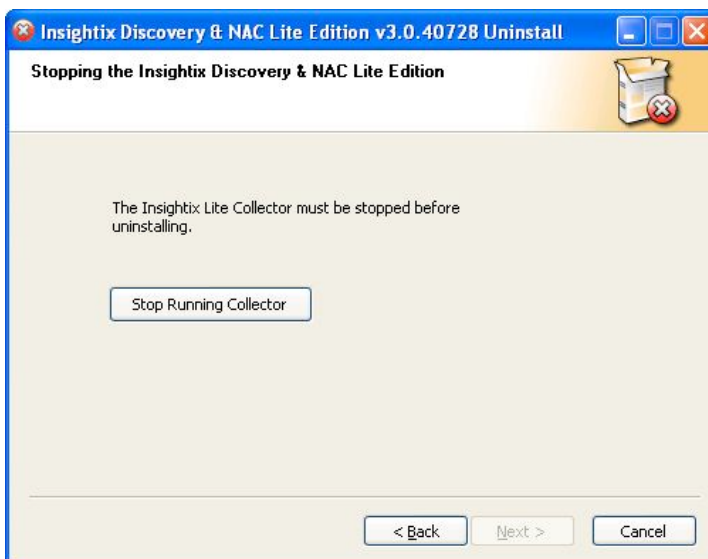 Insightix Discovery & NAC Lite Edition v3.0.40728 Uninstall
Stopping the Insightix Discovery & NAC Lite Edition
The Insightix Lite Collector must be stopped before
uninstalling.
Stop Running Collector
< Back
Next >
Cancel